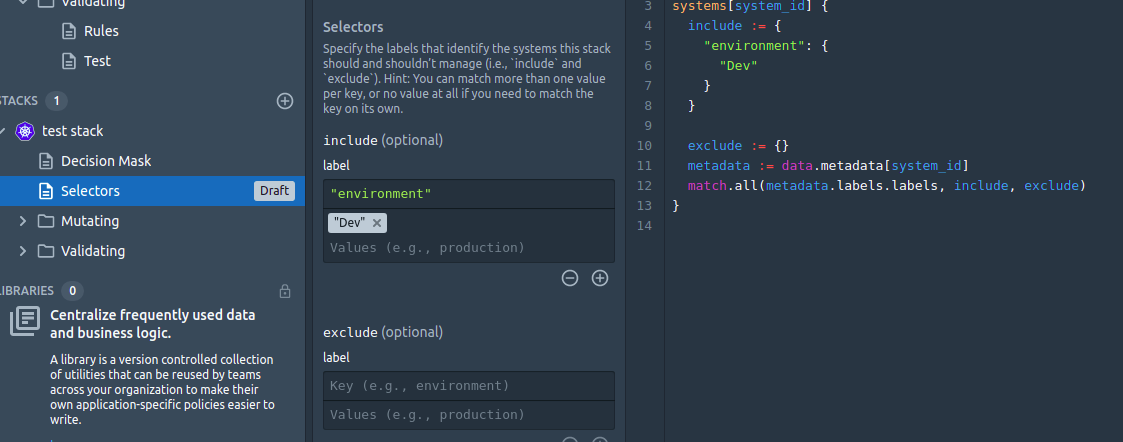 Validating
Rules
Test
STACKS 1
test stack
Decision Mask
Selectors Draft
Mutating
Validating
LIBRARIES 0
Centralize frequently used data
and business logic.
A library is a version controlled collection
of utilities that can be reused by teams
across your organization to make their
own application-specific policies easier to
write.
Selectors
Specify the labels that identify the systems this stack
should and shouldn't manage (i.e., `include` and
`exclude`). Hint: You can match more than one value
per key, or no value at all if you need to match the
key on its own.
include (optional)
label
"environment"
"Dev" ×
Values (e.g., production)
exclude (optional)
label
Key (e.g., environment)
Values (e.g., production)
3 systems[system_id] {
4 include := {
5 "environment": {
6 "Dev"
7 }
8 }
9
10 exclude := {}
11 metadata := data.metadata[system_id]
12 match.all(metadata.labels.labels, include, exclude)
13 }
14